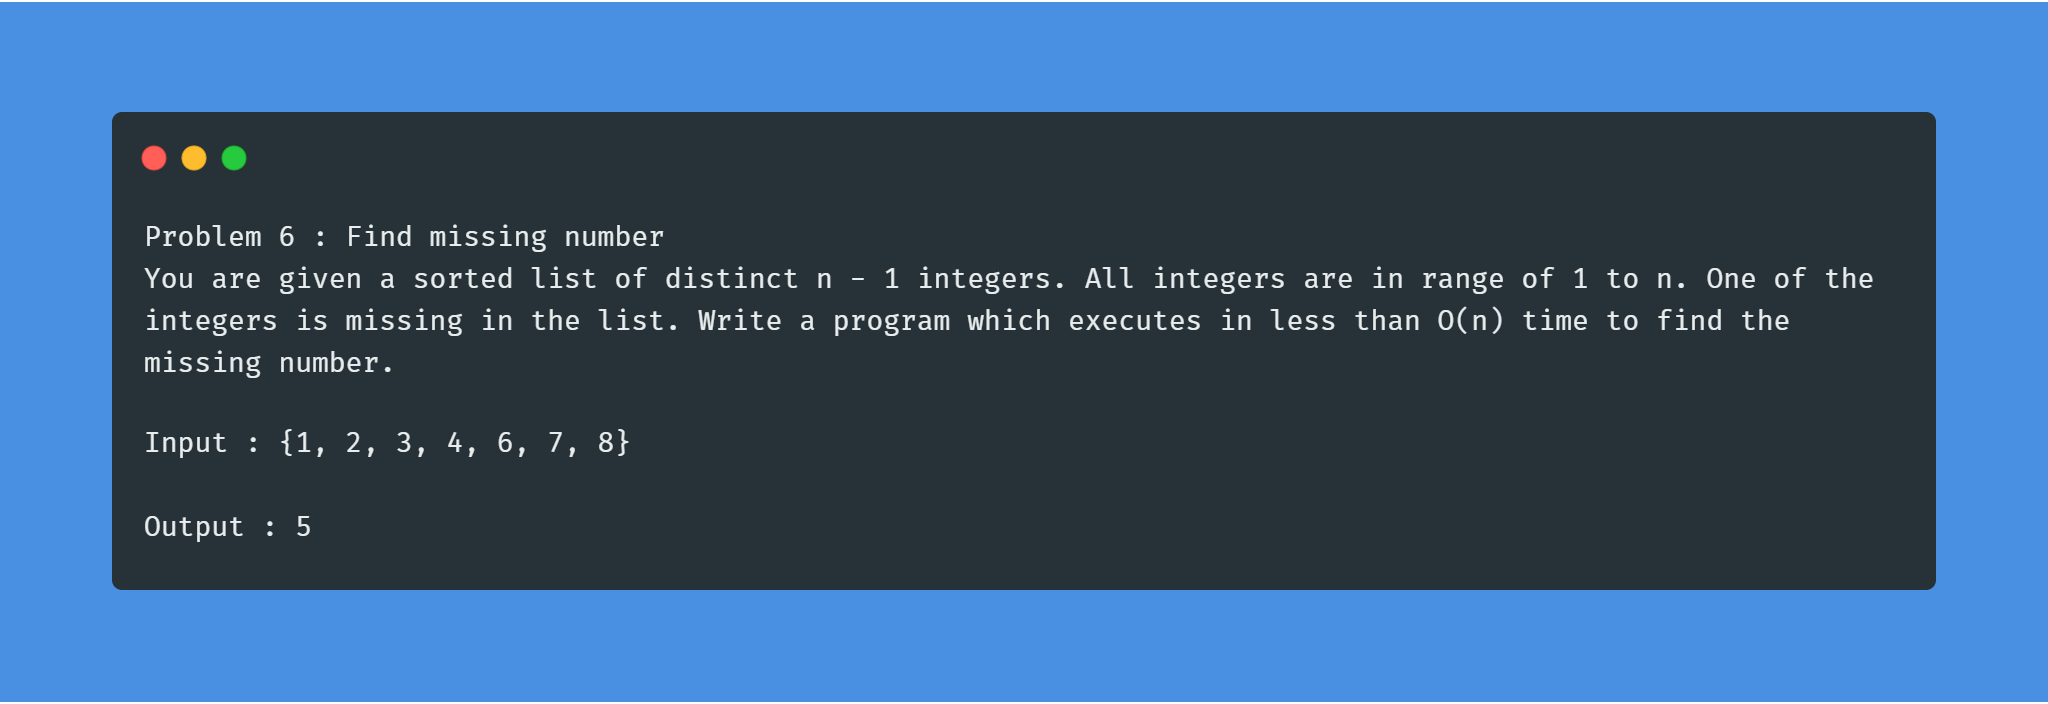 Problem 6 : Find missing number
You are given a sorted list of distinct n - 1 integers. All integers are in range of 1 to n. One of the
integers is missing in the list. Write a program which executes in less than O(n) time to find the
missing number.
Input : {1, 2, 3, 4, 6, 7, 8}
Output : 5